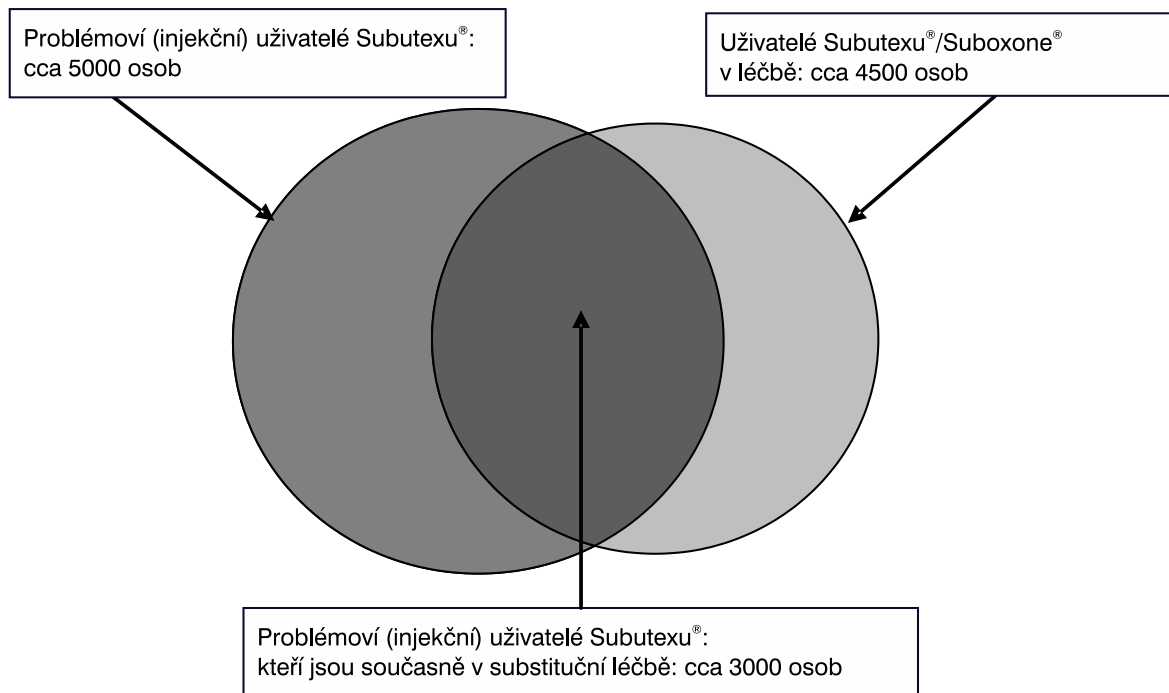 Problémoví (injekční) uživatelé Subutexu®:
cca 5000 osob
Uživatelé Subutexu®/Suboxone®
v léčbě: cca 4500 osob
Problémoví (injekční) uživatelé Subutexu®:
kteří jsou současně v substituční léčbě: cca 3000 osob